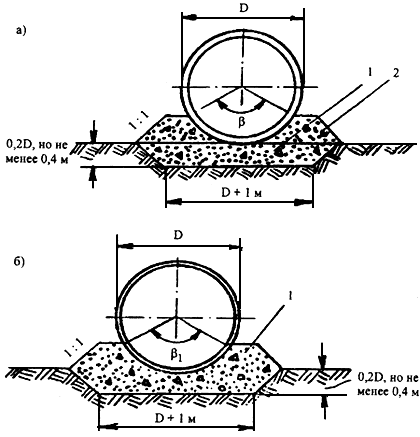 а)
D
1
2
1:1
β
0,2D, но не
менее 0,4 м
D + 1 м
б)
D
1
1:1
β₁
0,2D, но не
менее 0,4 м
D + 1 м